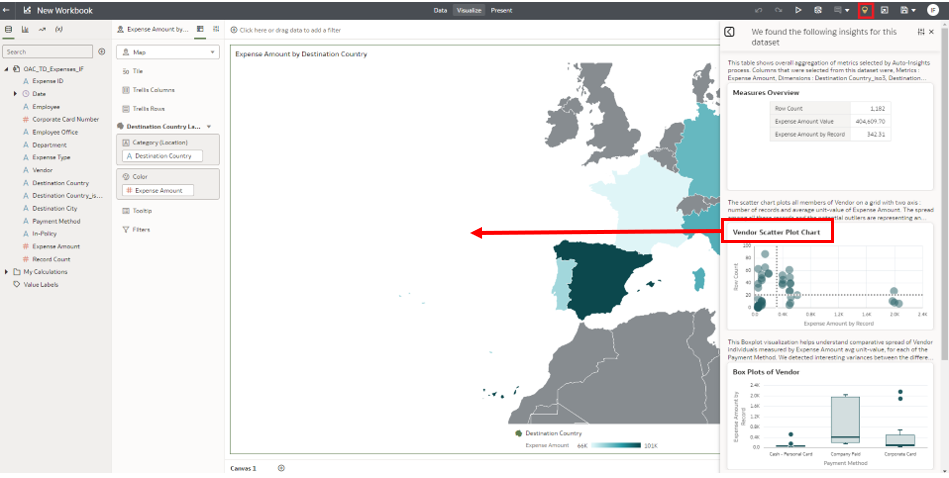 New Workbook
Data Visualize Present
IF
Search
OAC_TD_Expenses_IF
Expense ID
Date
Employee
Corporate Card Number
Employee Office
Department
Expense Type
Vendor
Destination Country
Destination Country_is...
Destination City
Payment Method
In-Policy
Expense Amount
Record Count
My Calculations
Value Labels
Expense Amount by...
Map
Tile
Trellis Columns
Trellis Rows
Destination Country La...
Category (Location)
Destination Country
Color
Expense Amount
Tooltip
Filters
Click here or drag data to add a filter
Expense Amount by Destination Country
Destination Country
Expense Amount 66K 101K
Canvas 1
We found the following insights for this
dataset
This table shows overall aggregation of metrics selected by Auto-Insights
process. Columns that were selected from this dataset were, Metrics :
Expense Amount, Dimensions : Destination Country_is3, Destination...
Measures Overview
Row Count 1,182
Expense Amount Value 404,609.70
Expense Amount by Record 342.31
The scatter chart plots all members of Vendor on a grid with two axis :
number of records and average unit-value of Expense Amount. The spread
Vendor Scatter Plot Chart
Row Count
100
80
60
40
20
0
0.0 0.4K 0.8K 1.2K 1.6K 2.0K 2.4K
Expense Amount by Record
This Boxplot visualization helps understand comparative spread of Vendor
Individuals measured by Expense Amount avg unit-value, for each of the
Payment Method. We detected interesting variances between the differe...
Box Plots of Vendor
Expense Amount by
Record
2.4K
2.0K
1.6K
1.2K
0.8K
0.4K
0.0
Cash - Personal Card Company Paid Corporate Card
Payment Method